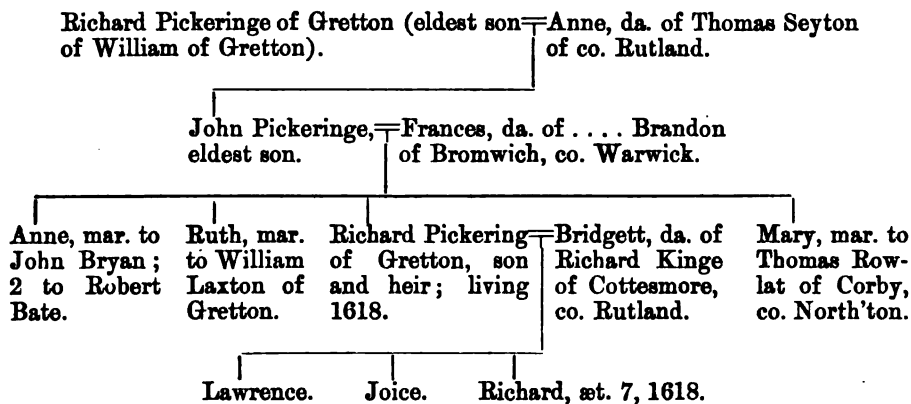 Richard Pickeringe of Gretton (eldest son
of William of Gretton).
Anne, da. of Thomas Seyton
of co. Rutland.
John Pickeringe,
eldest son.
Frances, da. of .... Brandon
of Bromwich, co. Warwick.
Anne, mar. to
John Bryan;
2 to Robert
Bate.
Ruth, mar.
to William
Laxton of
Gretton.
Richard Pickering
of Gretton, son
and heir; living
1618.
Bridgett, da. of
Richard Kinge
of Cottesmore,
co. Rutland.
Mary, mar. to
Thomas Row-
lat of Corby,
co. North'ton.
Lawrence.
Joice.
Richard, æt. 7, 1618.